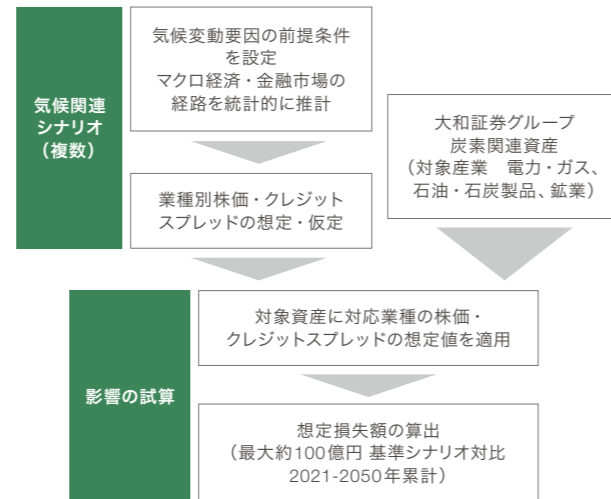 気候関連
シナリオ
（複数）
気候変動要因の前提条件
を設定
マクロ経済・金融市場の
経路を統計的に推計
業種別株価・クレジット
スプレッドの想定・仮定
大和証券グループ
炭素関連資産
（対象産業　電力・ガス、
石油・石炭製品、鉱業）
影響の試算
対象資産に対応業種の株価・
クレジットスプレッドの想定値を適用
想定損失額の算出
（最大約100億円 基準シナリオ対比
2021-2050年累計）